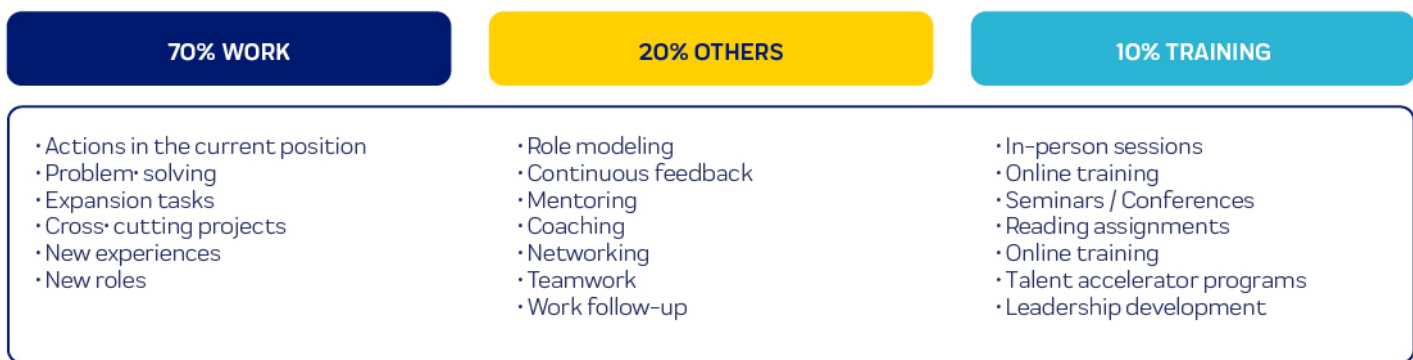 70% WORK
20% OTHERS
10% TRAINING
· Actions in the current position
· Problem· solving
· Expansion tasks
· Cross· cutting projects
· New experiences
· New roles
· Role modeling
· Continuous feedback
· Mentoring
· Coaching
· Networking
· Teamwork
· Work follow-up
· In-person sessions
· Online training
· Seminars / Conferences
· Reading assignments
· Online training
· Talent accelerator programs
· Leadership development